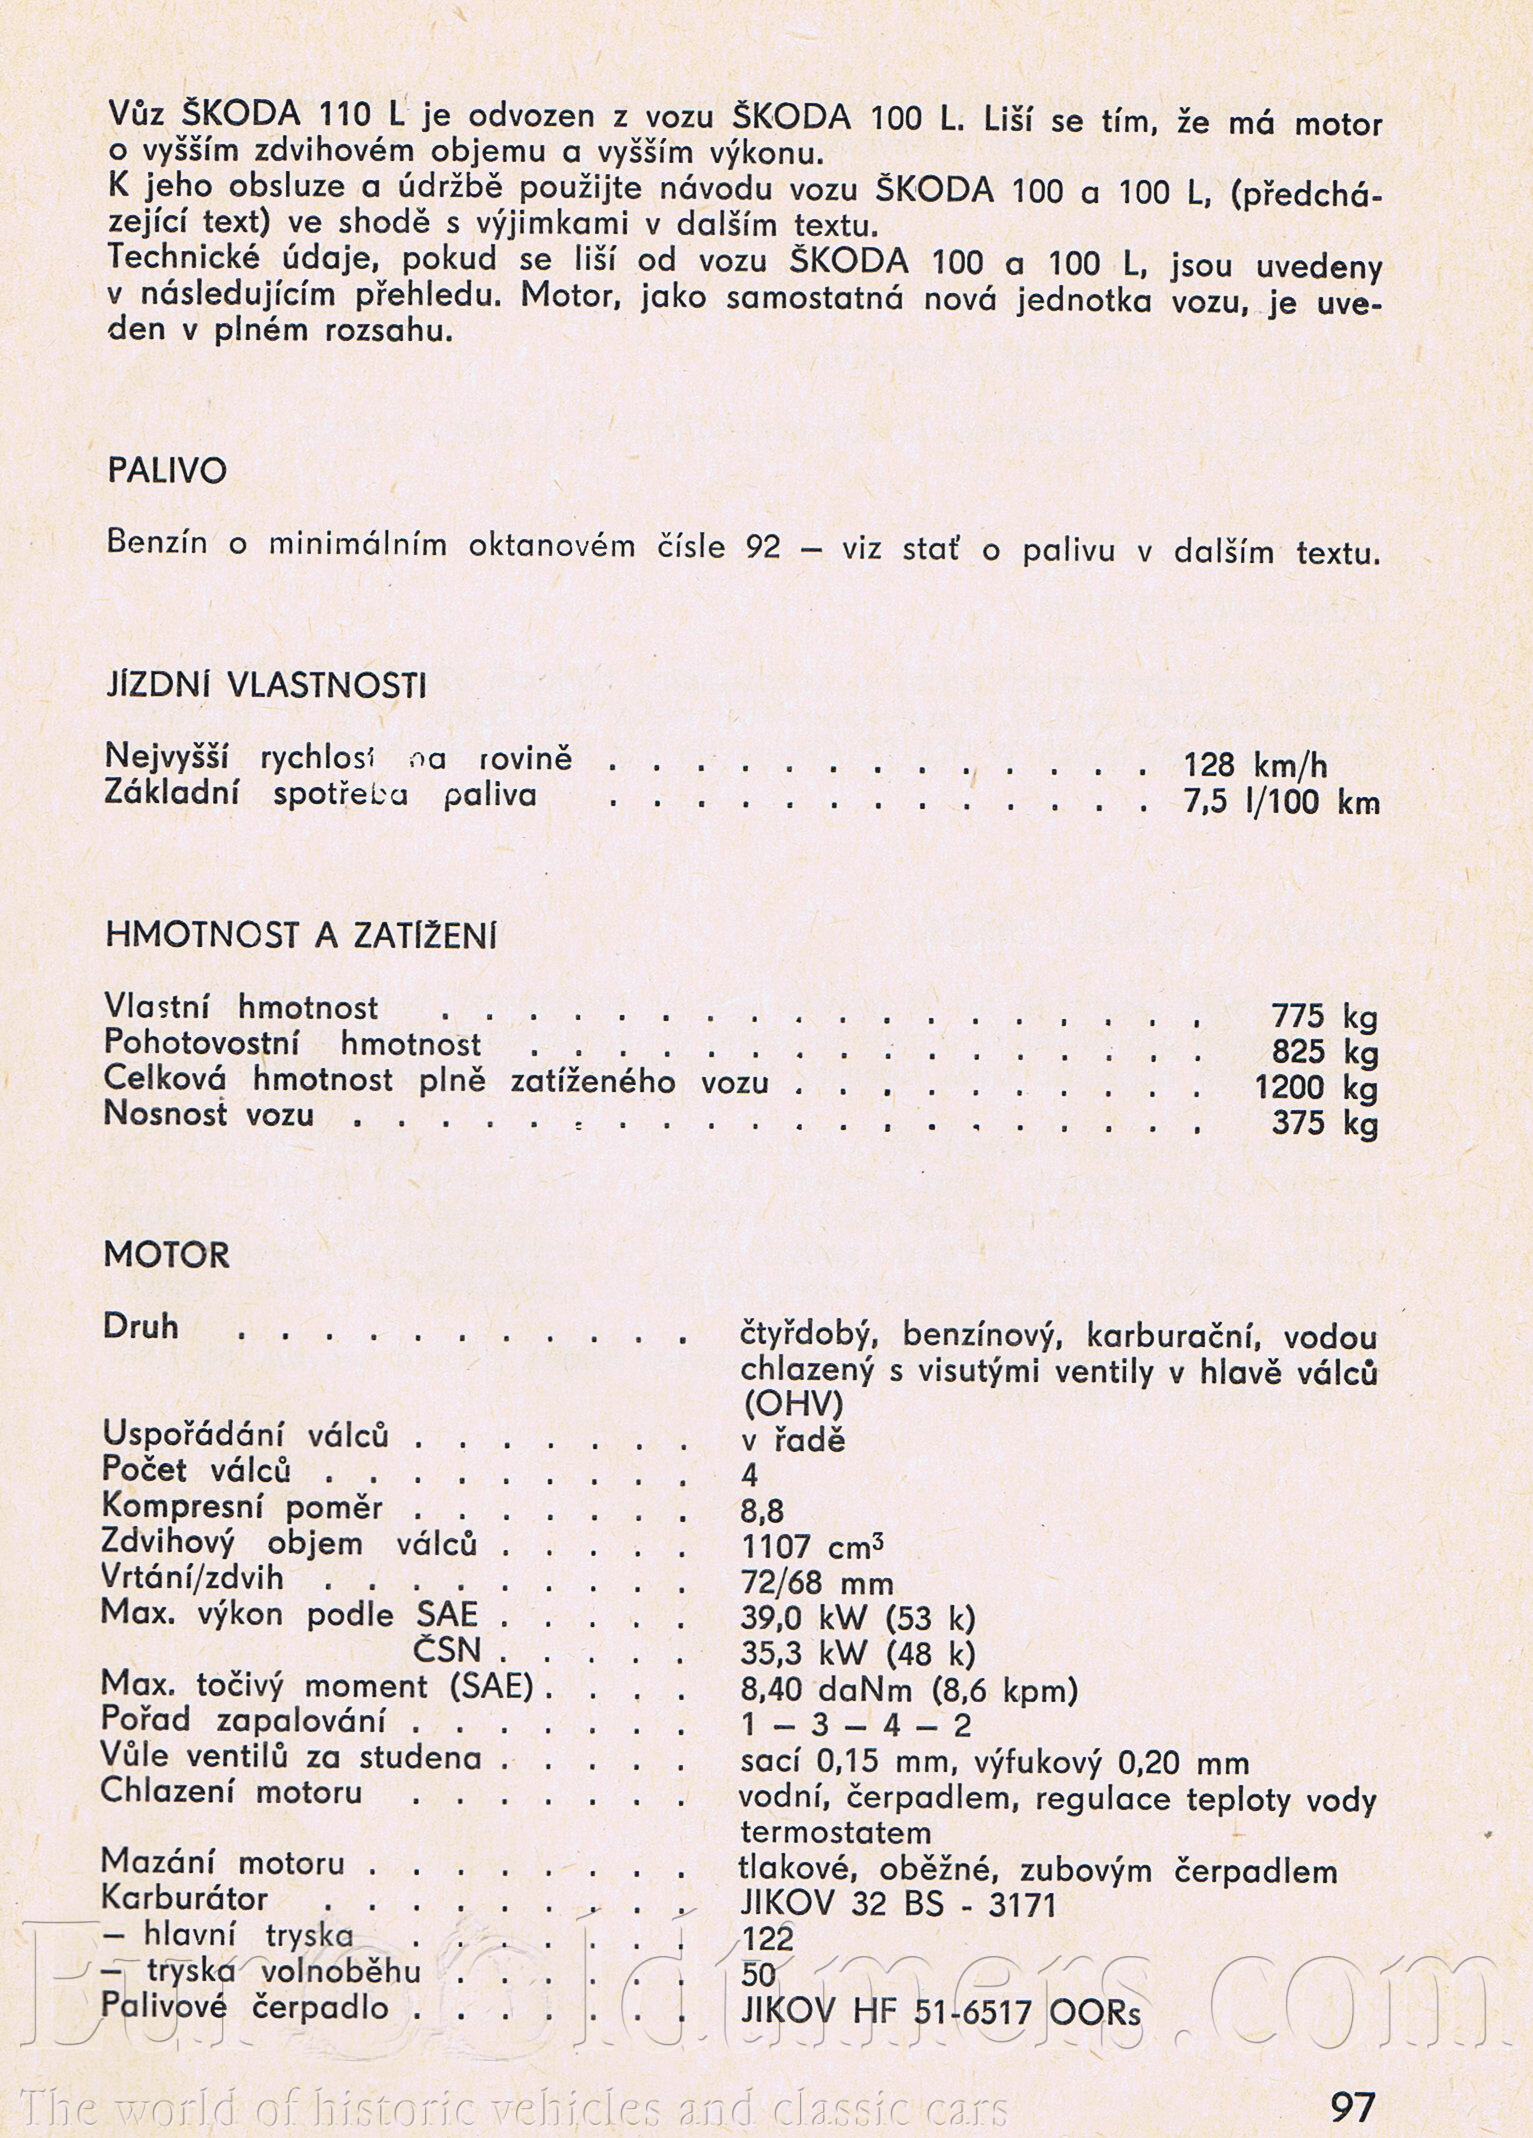 Vůz ŠKODA 110 L je odvozen z vozu ŠKODA 100 L. Liší se tím, že má motor
o vyšším zdvihovém objemu a vyšším výkonu.
K jeho obsluze a údržbě použijte návodu vozu ŠKODA 100 a 100 L, (předchá-
zející text) ve shodě s výjimkami v dalším textu.
Technické údaje, pokud se liší od vozu ŠKODA 100 a 100 L, jsou uvedeny
v následujícím přehledu. Motor, jako samostatná nová jednotka vozu, je uve-
den v plném rozsahu.
PALIVO
Benzín o minimálním oktanovém čísle 92 – viz stať o palivu v dalším textu.
JÍZDNÍ VLASTNOSTI
Nejvyšší rychlost na rovině . . . . . . . . . . . . . 128 km/h
Základní spotřeba paliva . . . . . . . . . . . . . 7,5 l/100 km
HMOTNOST A ZATÍŽENÍ
Vlastní hmotnost . . . . . . . . . . . . . . . . . . 775 kg
Pohotovostní hmotnost . . . . . . . . . . . . . . . . 825 kg
Celková hmotnost plně zatíženého vozu . . . . . . . . . . 1200 kg
Nosnost vozu . . . . . . . . . . . . . . . . . . . . 375 kg
MOTOR
Druh . . . . . . . . . . . čtyřdobý, benzínový, karburační, vodou
chlazený s visutými ventily v hlavě válců
(OHV)
Uspořádání válců . . . . . . . v řadě
Počet válců . . . . . . . . . 4
Kompresní poměr . . . . . . . 8,8
Zdvihový objem válců . . . . . 1107 cm³
Vrtání/zdvih . . . . . . . . . 72/68 mm
Max. výkon podle SAE . . . . . 39,0 kW (53 k)
ČSN . . . . . 35,3 kW (48 k)
Max. točivý moment (SAE) . . . . 8,40 daNm (8,6 kpm)
Pořad zapalování . . . . . . . 1 – 3 – 4 – 2
Vůle ventilů za studena . . . . . sací 0,15 mm, výfukový 0,20 mm
Chlazení motoru . . . . . . . vodní, čerpadlem, regulace teploty vody
termostatem
Mazání motoru . . . . . . . . tlakové, oběžné, zubovým čerpadlem
Karburátor . . . . . . . . . JIKOV 32 BS - 3171
– hlavní tryska . . . . . . . 122
– tryska volnoběhu . . . . . . 50
Palivové čerpadlo . . . . . . . JIKOV HF 51-6517 OORs
EuroOldtimers.com
The world of historic vehicles and classic cars
97